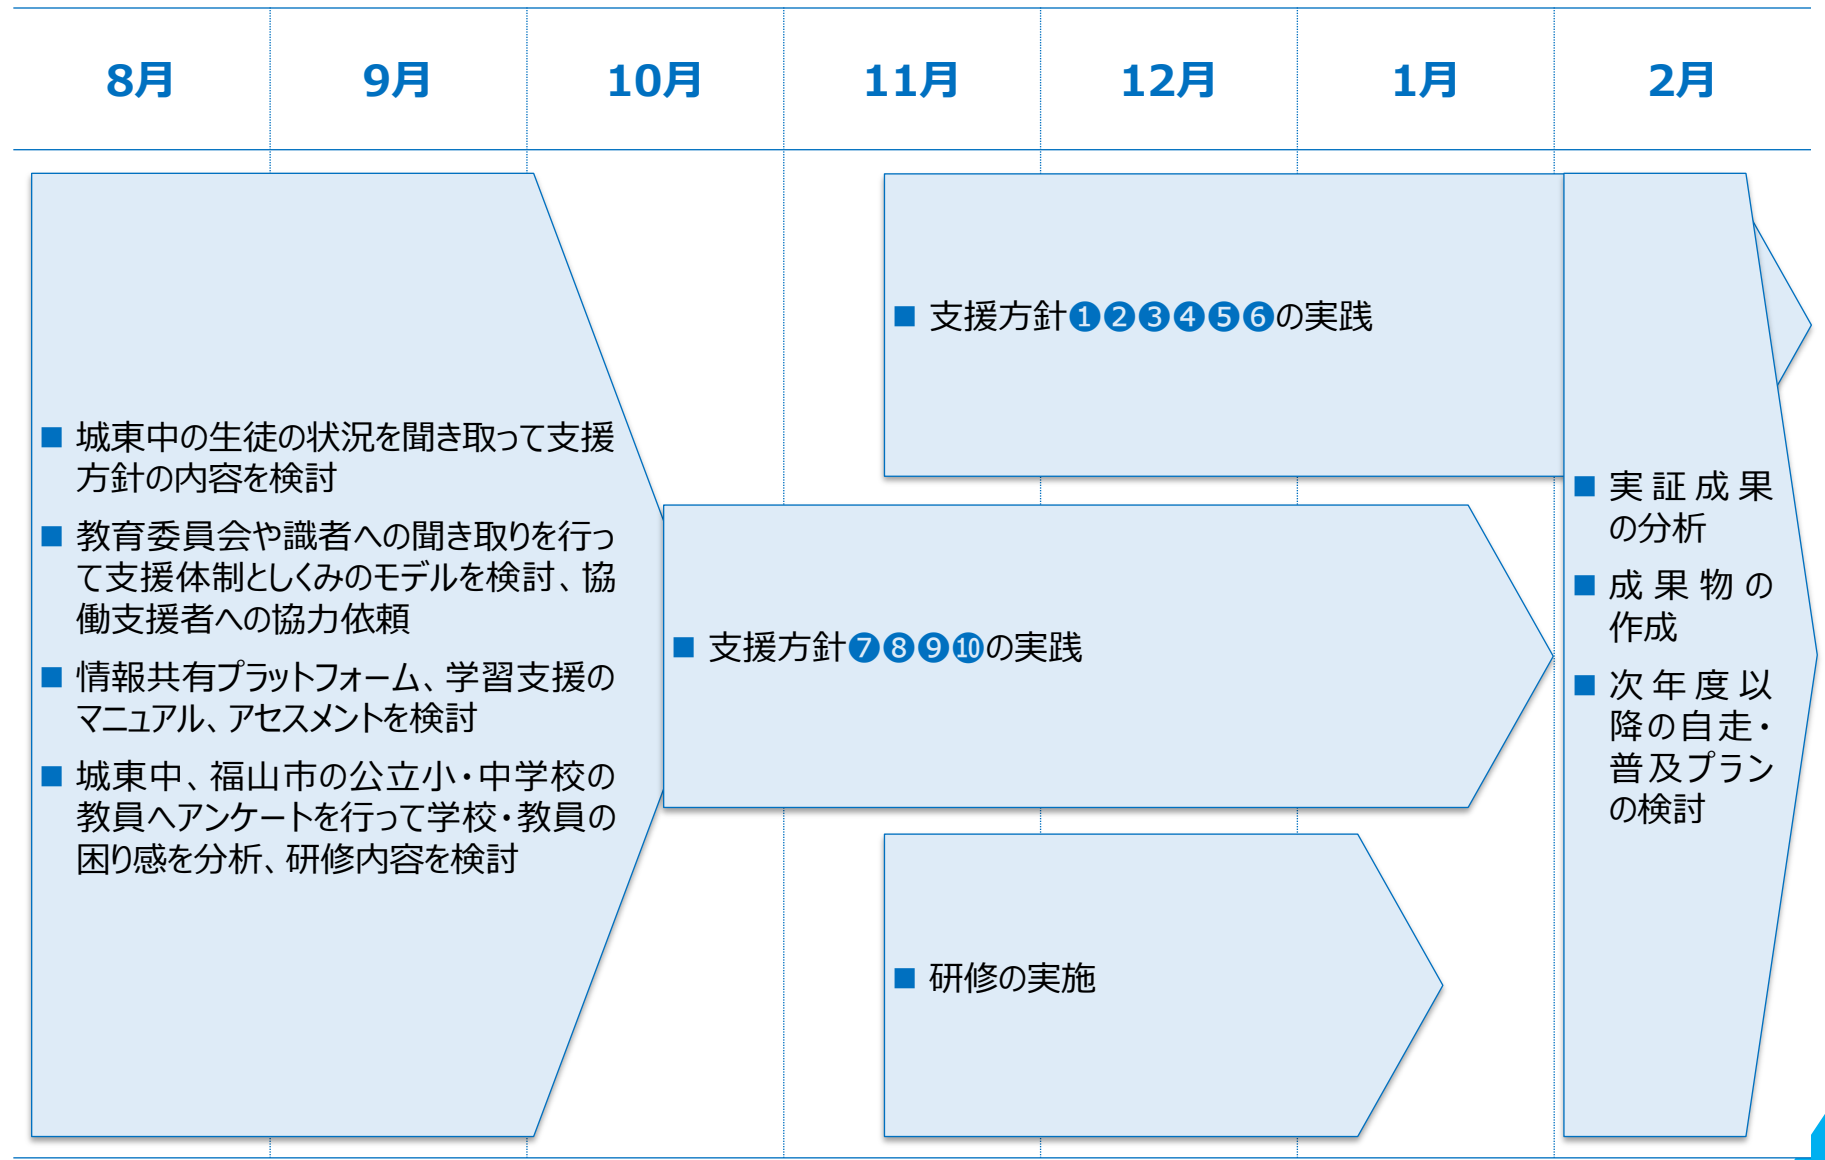 8月 9月 10月 11月 12月 1月 2月
■ 城東中の生徒の状況を聞き取って支援
方針の内容を検討
■ 教育委員会や識者への聞き取りを行っ
て支援体制としくみのモデルを検討、協
働支援者への協力依頼
■ 情報共有プラットフォーム、学習支援の
マニュアル、アセスメントを検討
■ 城東中、福山市の公立小・中学校の
教員へアンケートを行って学校・教員の
困り感を分析、研修内容を検討
■ 支援方針❶❷❸❹❺❻の実践
■ 支援方針❼❽❾❿の実践
■ 研修の実施
■ 実証成果
の分析
■ 成果物の
作成
■ 次年度以
降の自走・
普及プラン
の検討